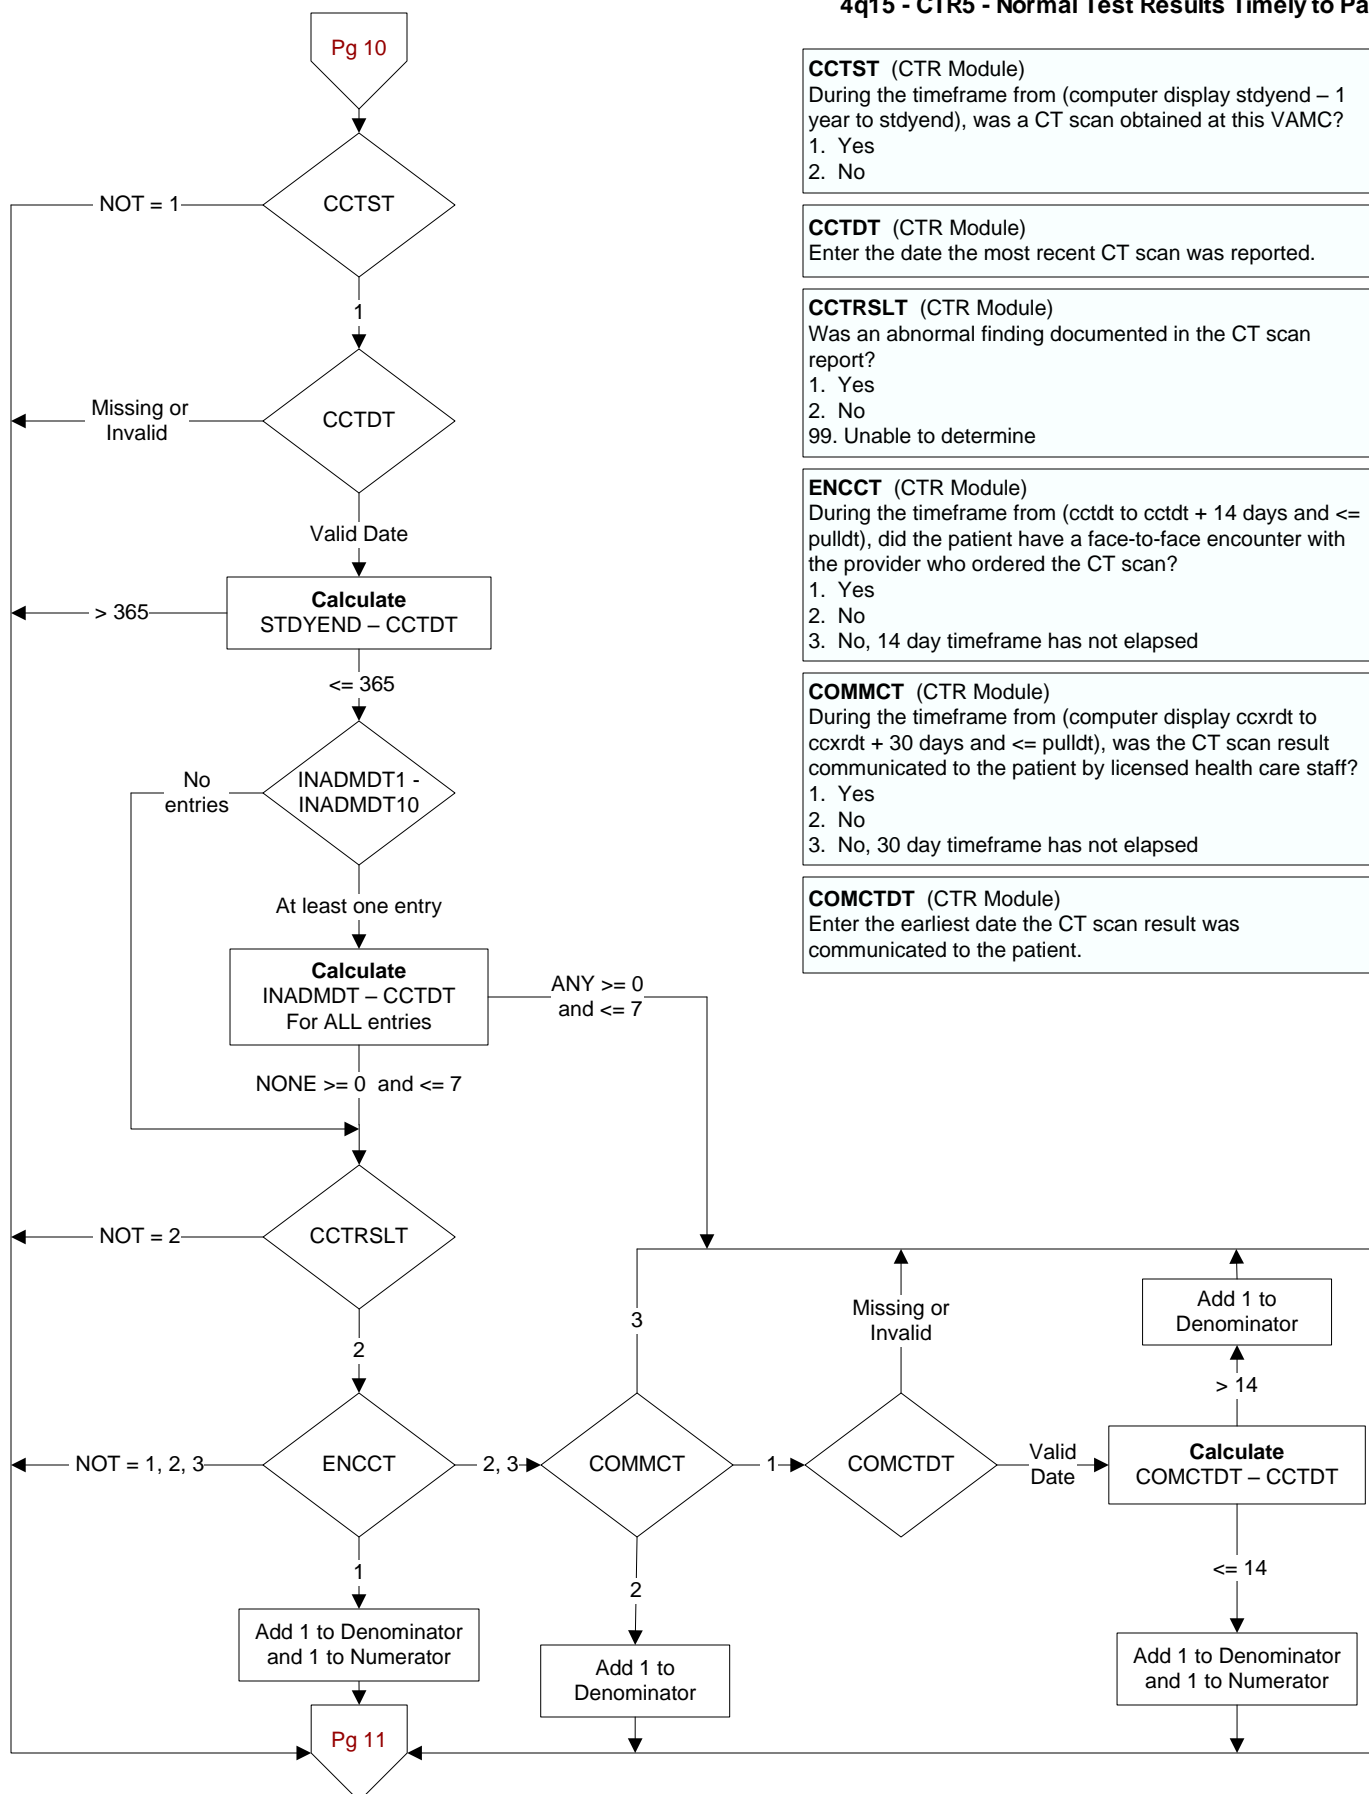 4q15 - CTR5 - Normal Test Results Timely to Pa
Pg 10
CCTST (CTR Module)
During the timeframe from (computer display stdyend – 1
year to stdyend), was a CT scan obtained at this VAMC?
1. Yes
2. No
NOT = 1
CCTST
CCTDT (CTR Module)
Enter the date the most recent CT scan was reported.
1
CCTRSLT (CTR Module)
Was an abnormal finding documented in the CT scan
report?
1. Yes
2. No
99. Unable to determine
Missing or
Invalid
CCTDT
ENCCT (CTR Module)
During the timeframe from (cctdt to cctdt + 14 days and <=
pulldt), did the patient have a face-to-face encounter with
the provider who ordered the CT scan?
1. Yes
2. No
3. No, 14 day timeframe has not elapsed
Valid Date
> 365
Calculate
STDYEND – CCTDT
<= 365
COMMCT (CTR Module)
During the timeframe from (computer display ccxrdt to
ccxrdt + 30 days and <= pulldt), was the CT scan result
communicated to the patient by licensed health care staff?
1. Yes
2. No
3. No, 30 day timeframe has not elapsed
No
entries
INADMDT1 -
INADMDT10
COMCTDT (CTR Module)
Enter the earliest date the CT scan result was
communicated to the patient.
At least one entry
Calculate
INADMDT – CCTDT
For ALL entries
ANY >= 0
and <= 7
NONE >= 0 and <= 7
NOT = 2
CCTRSLT
2
3
Missing or
Invalid
Add 1 to
Denominator
> 14
NOT = 1, 2, 3
ENCCT
2, 3
COMMCT
1
COMCTDT
Valid
Date
Calculate
COMCTDT – CCTDT
1
2
<= 14
Add 1 to Denominator
and 1 to Numerator
Add 1 to
Denominator
Add 1 to Denominator
and 1 to Numerator
Pg 11